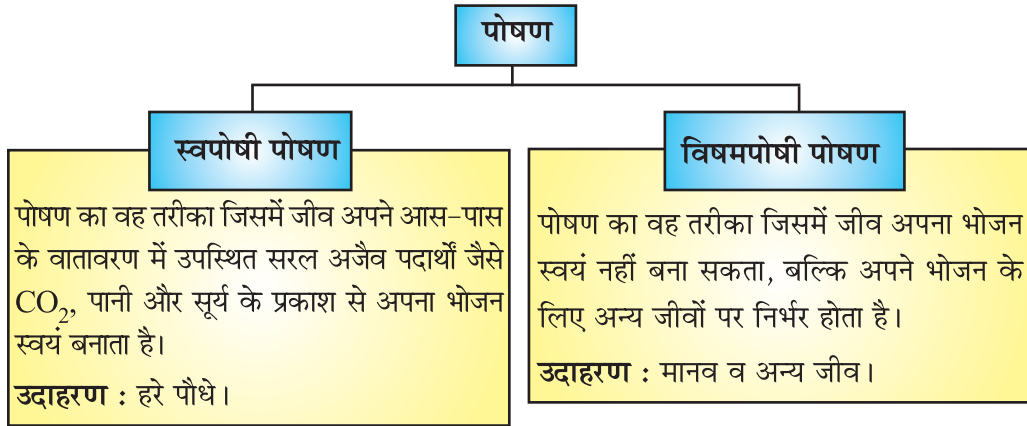 पोषण
स्वपोषी पोषण
पोषण का वह तरीका जिसमें जीव अपने आस-पास
के वातावरण में उपस्थित सरल अजैव पदार्थों जैसे
CO₂, पानी और सूर्य के प्रकाश से अपना भोजन
स्वयं बनाता है।
उदाहरण : हरे पौधे।
विषमपोषी पोषण
पोषण का वह तरीका जिसमें जीव अपना भोजन
स्वयं नहीं बना सकता, बल्कि अपने भोजन के
लिए अन्य जीवों पर निर्भर होता है।
उदाहरण : मानव व अन्य जीव।